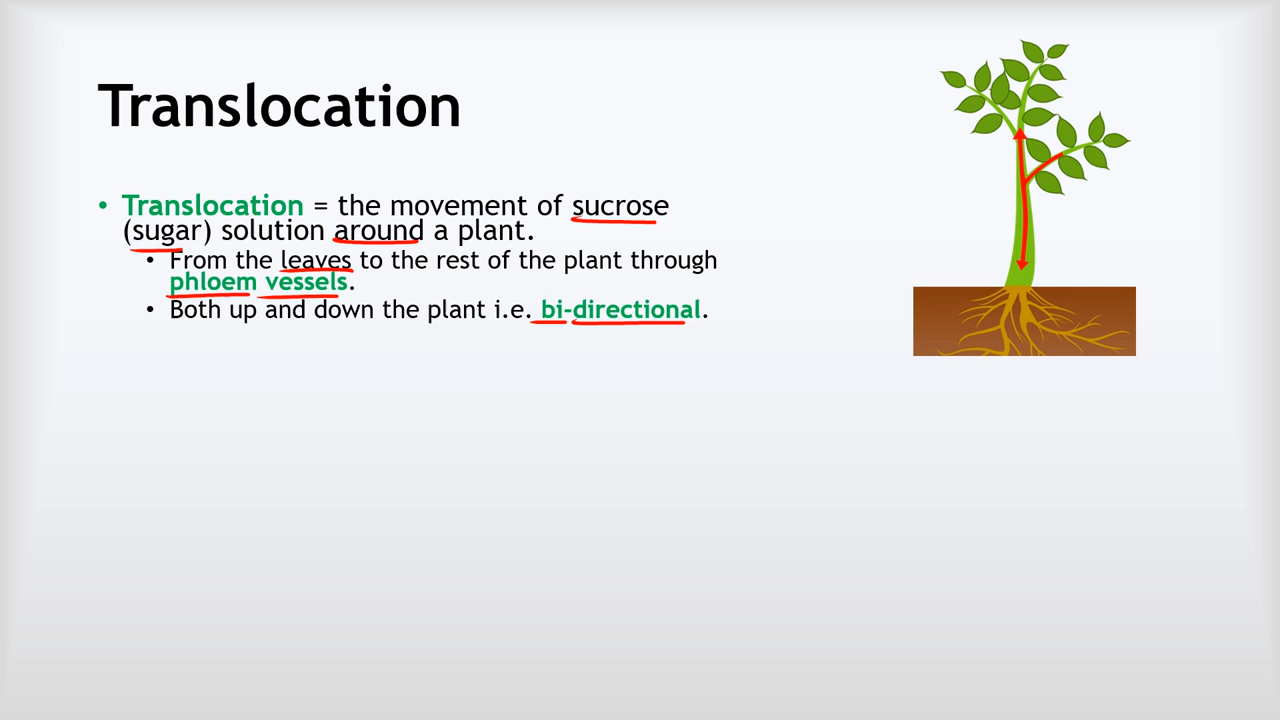 Translocation
• Translocation = the movement of sucrose
(sugar) solution around a plant.
• From the leaves to the rest of the plant through
phloem vessels.
• Both up and down the plant i.e. bi-directional.